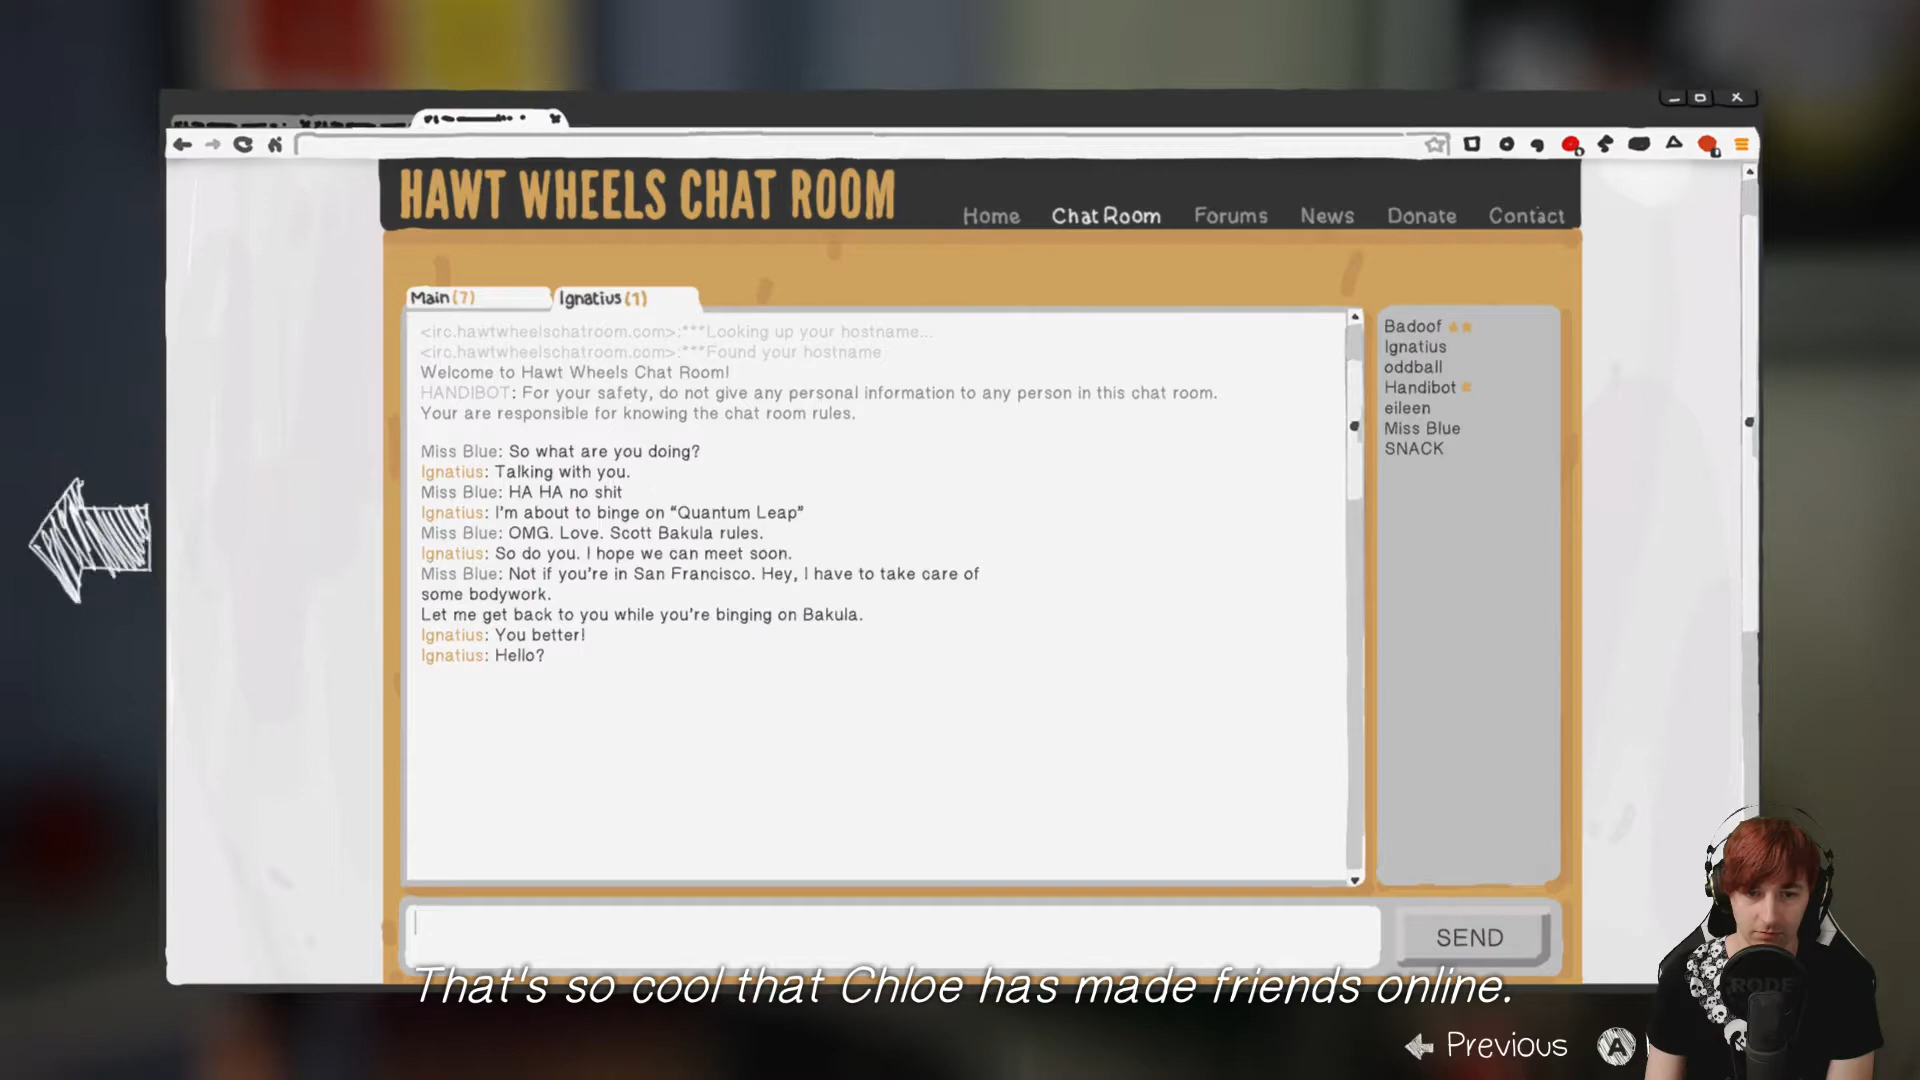 HAWT WHEELS CHAT ROOM
Home Chat Room Forums News Donate Contact
Main (7) Ignatius (1)
<irc.hawtwheelschatroom.com>:***Looking up your hostname...
<irc.hawtwheelschatroom.com>:***Found your hostname
Welcome to Hawt Wheels Chat Room!
HANDIBOT: For your safety, do not give any personal information to any person in this chat room.
Your are responsible for knowing the chat room rules.
Miss Blue: So what are you doing?
Ignatius: Talking with you.
Miss Blue: HA HA no shit
Ignatius: I'm about to binge on “Quantum Leap”
Miss Blue: OMG. Love. Scott Bakula rules.
Ignatius: So do you. I hope we can meet soon.
Miss Blue: Not if you're in San Francisco. Hey, I have to take care of
some bodywork.
Let me get back to you while you're binging on Bakula.
Ignatius: You better!
Ignatius: Hello?
Badoof
Ignatius
oddball
Handibot
eileen
Miss Blue
SNACK
SEND
That's so cool that Chloe has made friends online.
Previous A
RODE